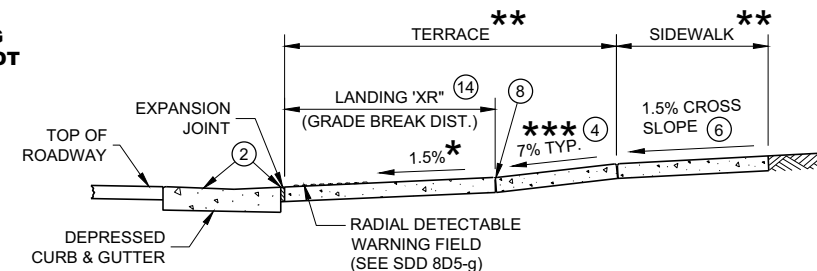 G
OT
TERRACE **
SIDEWALK **
LANDING 'XR" 14
(GRADE BREAK DIST.)
8
EXPANSION
JOINT
*** 4
7% TYP.
1.5% CROSS
SLOPE 6
TOP OF
ROADWAY
2
1.5%*
DEPRESSED
CURB & GUTTER
RADIAL DETECTABLE
WARNING FIELD
(SEE SDD 8D5-g)